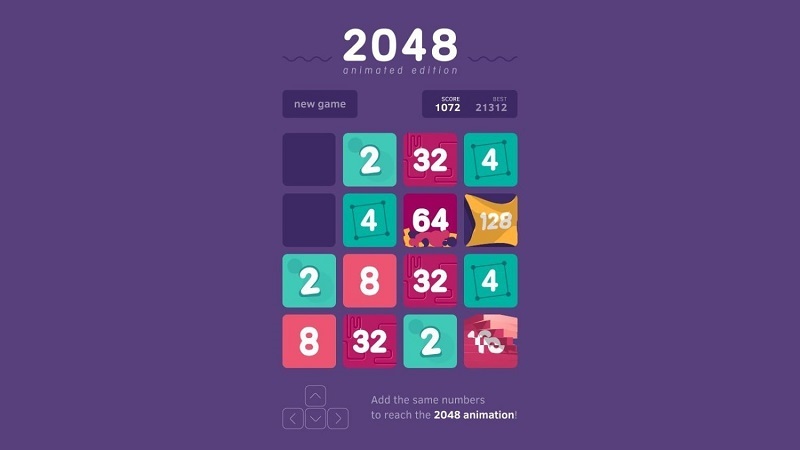 2048
animated edition
new game
SCORE BEST
1072 21312
2 32 4
4 64 128
2 8 32 4
8 32 2 16
Add the same numbers
to reach the 2048 animation!